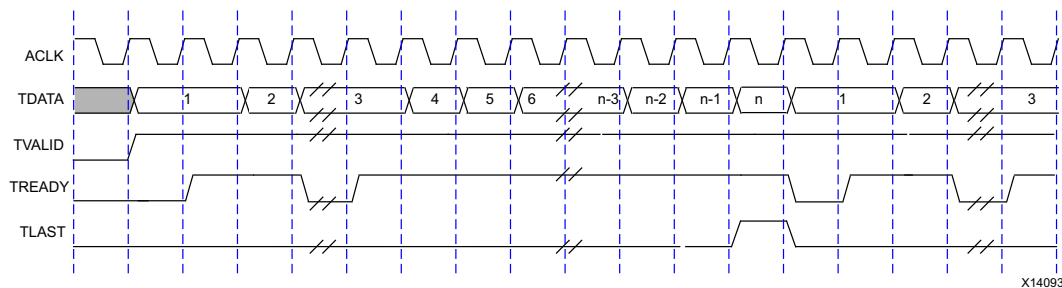 ACLK
TDATA 1 2 3 4 5 6 n-3 n-2 n-1 n 1 2 3
TVALID
TREADY
TLAST
X14093